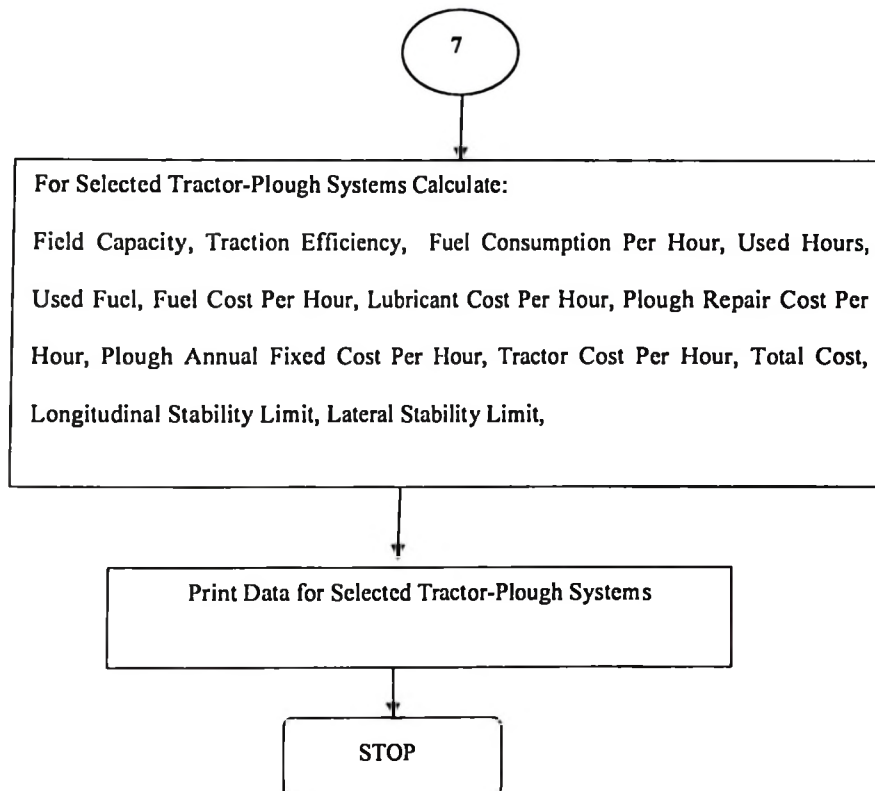 7
For Selected Tractor-Plough Systems Calculate:
Field Capacity, Traction Efficiency, Fuel Consumption Per Hour, Used Hours,
Used Fuel, Fuel Cost Per Hour, Lubricant Cost Per Hour, Plough Repair Cost Per
Hour, Plough Annual Fixed Cost Per Hour, Tractor Cost Per Hour, Total Cost,
Longitudinal Stability Limit, Lateral Stability Limit,
Print Data for Selected Tractor-Plough Systems
STOP